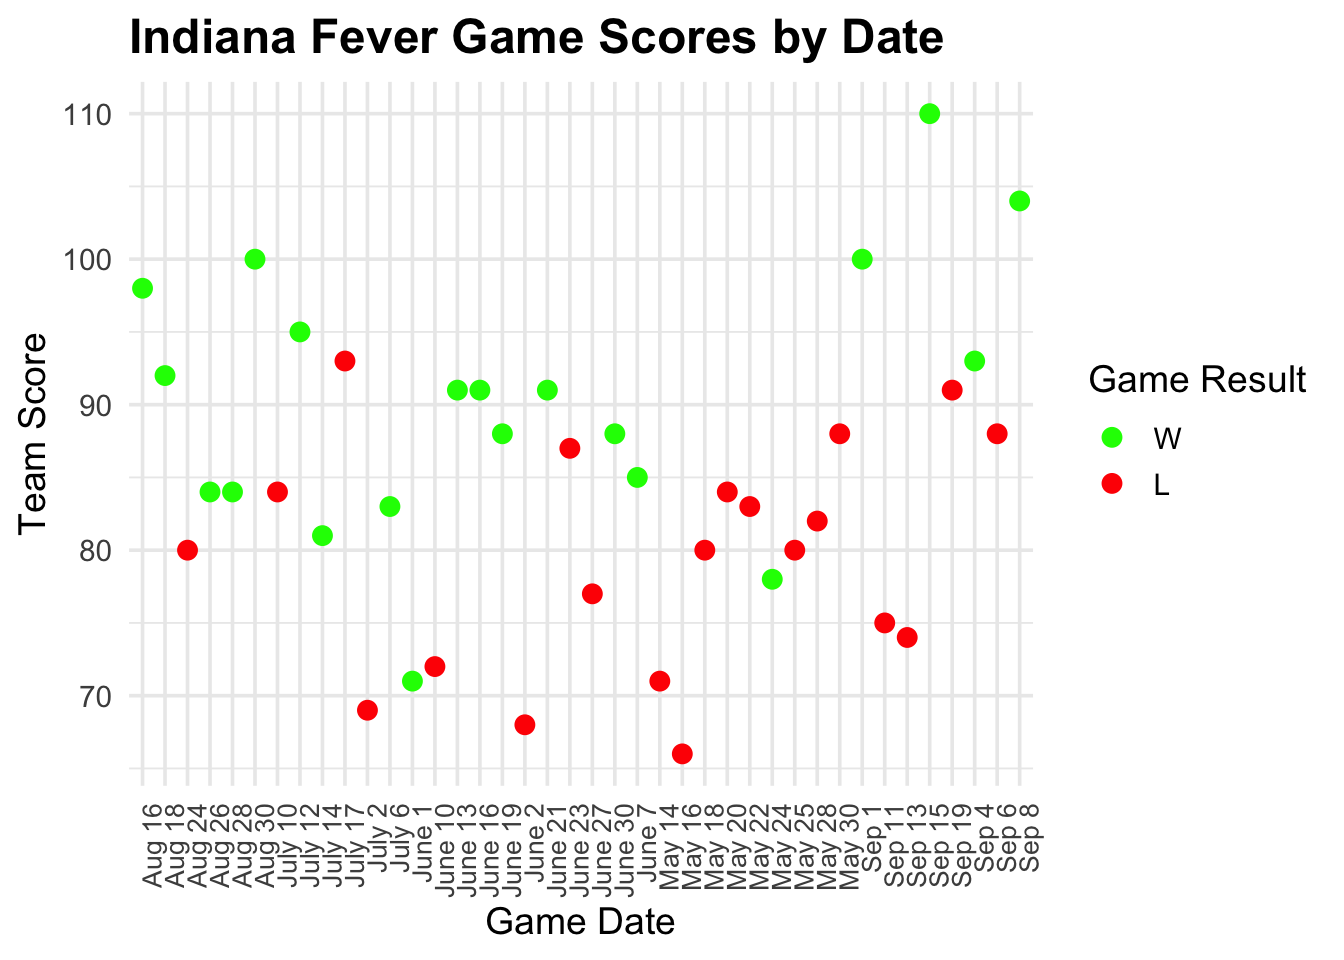 Indiana Fever Game Scores by Date
110
100
90
80
70
Team Score
Aug 16
Aug 18
Aug 24
Aug 26
Aug 28
Aug 30
July 10
July 12
July 14
July 17
July 2
July 6
June 1
June 10
June 13
June 16
June 19
June 2
June 21
June 23
June 27
June 30
June 7
May 14
May 16
May 18
May 20
May 22
May 24
May 25
May 28
May 30
Sep 1
Sep 11
Sep 13
Sep 15
Sep 19
Sep 4
Sep 6
Sep 8
Game Date
Game Result
W
L